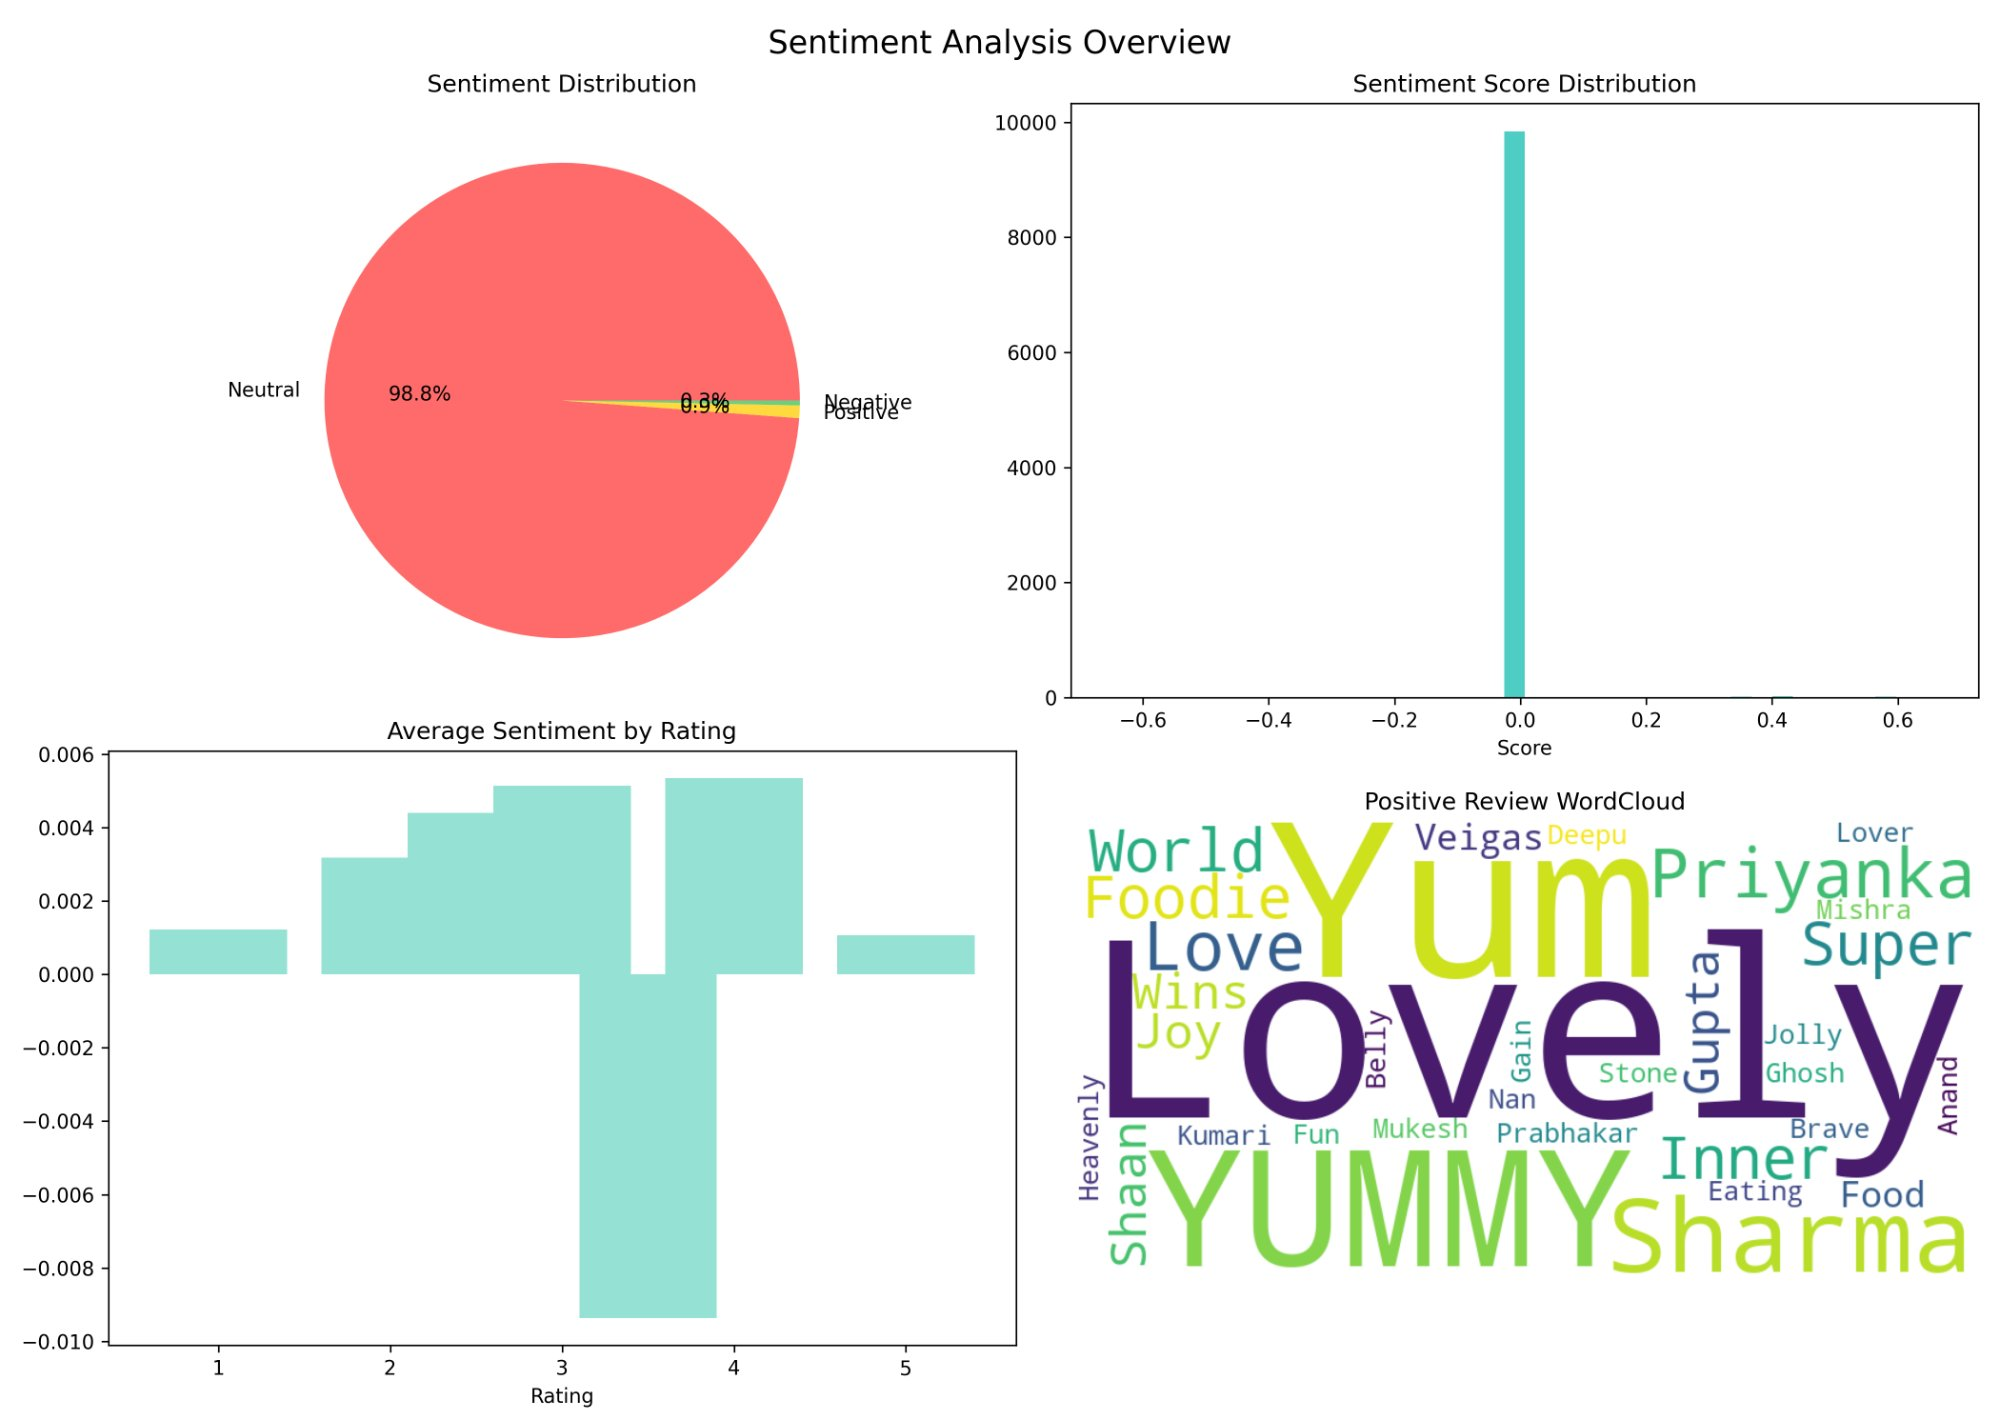 Sentiment Analysis Overview
Sentiment Distribution
Neutral
98.8%
0.3%
0.9%
Negative
Positive
Sentiment Score Distribution
10000
8000
6000
4000
2000
0
−0.6 −0.4 −0.2 0.0 0.2 0.4 0.6
Score
Average Sentiment by Rating
0.006
0.004
0.002
0.000
−0.002
−0.004
−0.006
−0.008
−0.010
1 2 3 4 5
Rating
Positive Review WordCloud
World
Yum
Veigas
Deepu
Lover
Foodie
Priyanka
Mishra
Love
Super
Wins
Joy
Lovely
Belly
Gain
Gupta
Jolly
Stone
Ghosh
Nan
Anand
Heavenly
Kumari
Fun
Mukesh
Prabhakar
Brave
Shaan
YUMMY
Inner
Eating
Food
Sharma